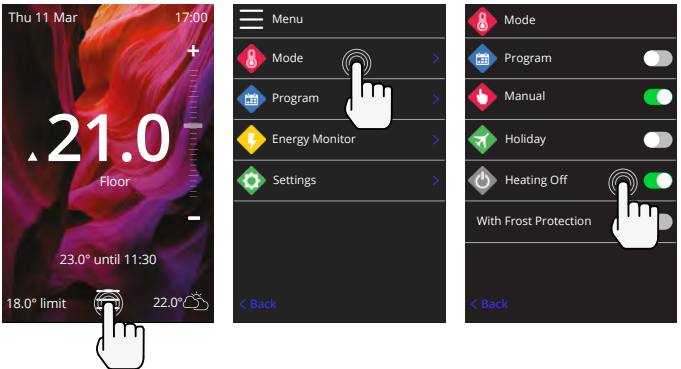 Thu 11 Mar 17:00
+
21.0
Floor
-
23.0° until 11:30
18.0° limit 22.0°
Menu
Mode >
Program >
Energy Monitor >
Settings >
< Back
Mode
Program
Manual
Holiday
Heating Off
With Frost Protection
< Back